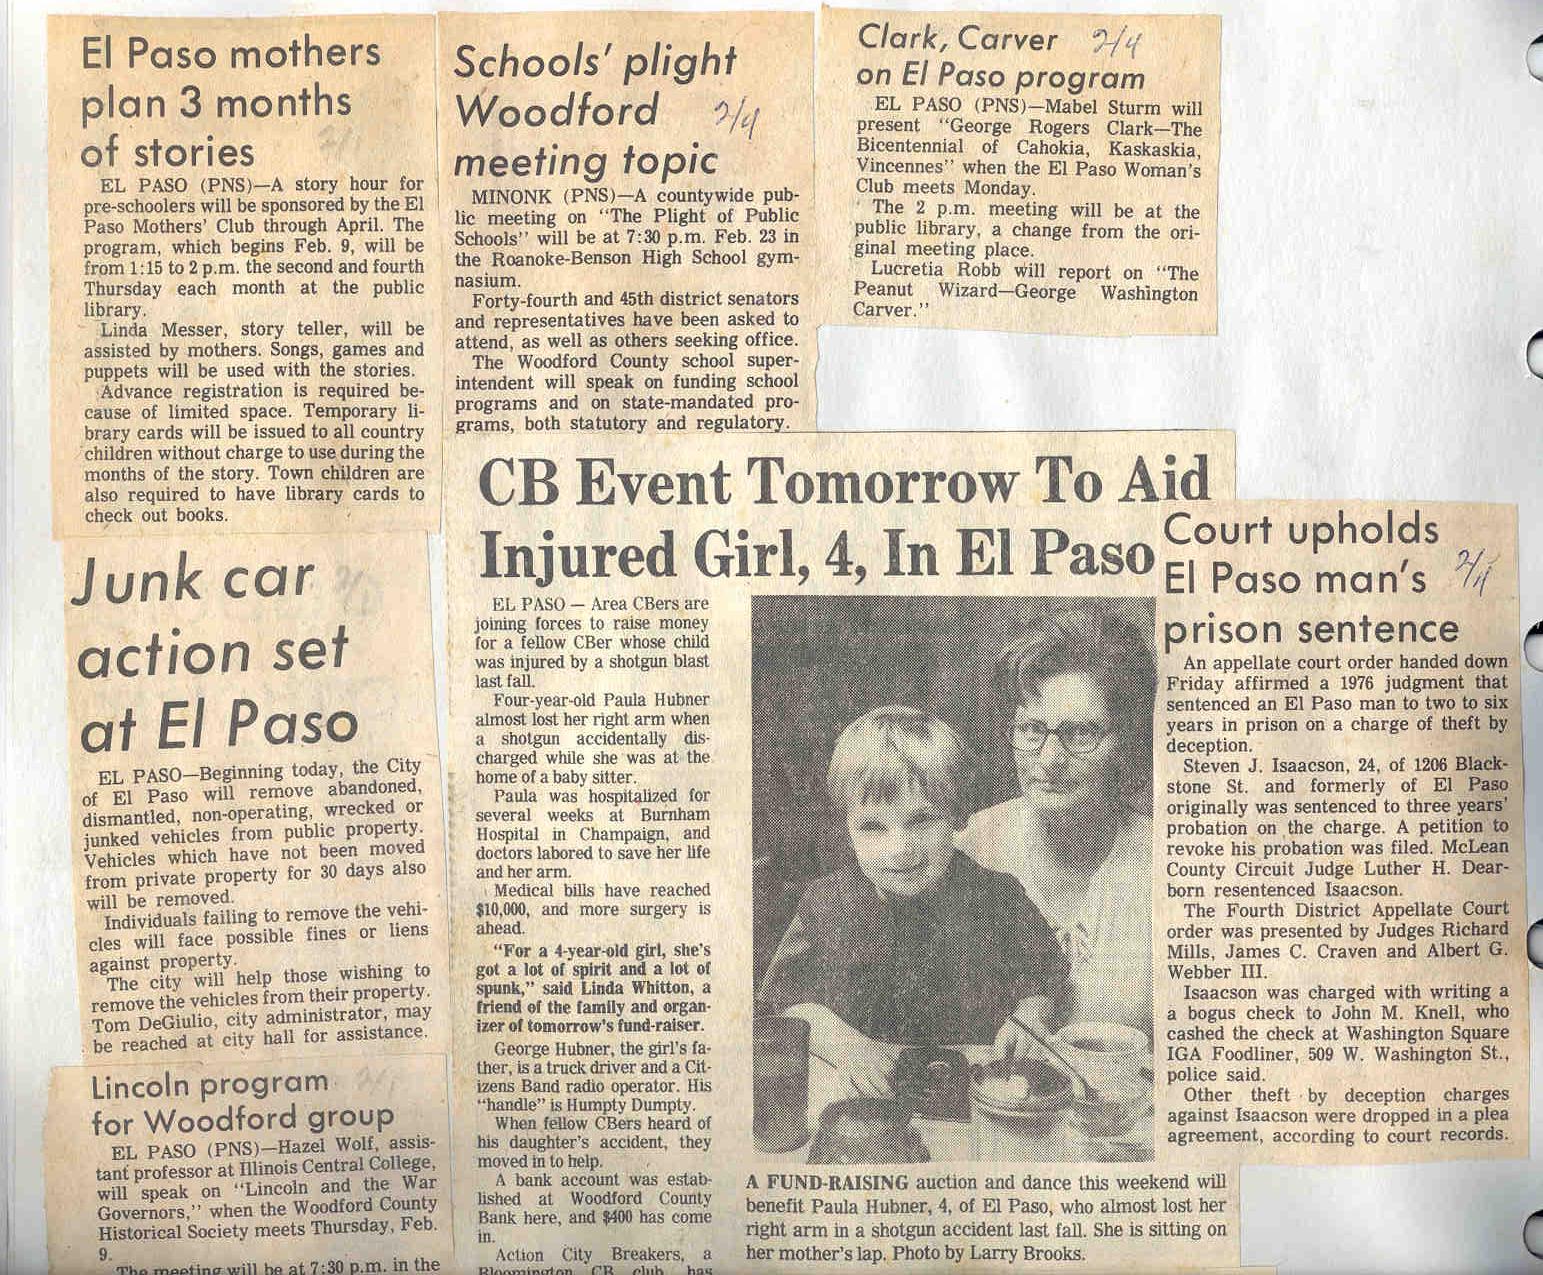 El Paso mothers
plan 3 months
of stories
EL PASO (PNS)—A story hour for
pre-schoolers will be sponsored by the El
Paso Mothers' Club through April. The
program, which begins Feb. 9, will be
from 1:15 to 2 p.m. the second and fourth
Thursday each month at the public
library.
Linda Messer, story teller, will be
assisted by mothers. Songs, games and
puppets will be used with the stories.
Advance registration is required be-
cause of limited space. Temporary li-
brary cards will be issued to all country
children without charge to use during the
months of the story. Town children are
also required to have library cards to
check out books.
Schools' plight
Woodford 2/4
meeting topic
MINONK (PNS)—A countywide pub-
lic meeting on "The Plight of Public
Schools" will be at 7:30 p.m. Feb. 23 in
the Roanoke-Benson High School gym-
nasium.
Forty-fourth and 45th district senators
and representatives have been asked to
attend, as well as others seeking office.
The Woodford County school super-
intendent will speak on funding school
programs and on state-mandated pro-
grams, both statutory and regulatory.
Clark, Carver 2/4
on El Paso program
EL PASO (PNS)—Mabel Sturm will
present "George Rogers Clark—The
Bicentennial of Cahokia, Kaskaskia,
Vincennes" when the El Paso Woman's
Club meets Monday.
The 2 p.m. meeting will be at the
public library, a change from the ori-
ginal meeting place.
Lucretia Robb will report on "The
Peanut Wizard—George Washington
Carver."
Junk car
action set
at El Paso
EL PASO—Beginning today, the City
of El Paso will remove abandoned,
dismantled, non-operating, wrecked or
junked vehicles from public property.
Vehicles which have not been moved
from private property for 30 days also
will be removed.
Individuals failing to remove the vehi-
cles will face possible fines or liens
against property.
The city will help those wishing to
remove the vehicles from their property.
Tom DeGiulio, city administrator, may
be reached at city hall for assistance.
Lincoln program
for Woodford group
EL PASO (PNS)—Hazel Wolf, assis-
tant professor at Illinois Central College,
will speak on "Lincoln and the War
Governors," when the Woodford County
Historical Society meets Thursday, Feb.
9.
The meeting will be at 7:30 p.m. in the
CB Event Tomorrow To Aid
Injured Girl, 4, In El Paso
EL PASO — Area CBers are
joining forces to raise money
for a fellow CBer whose child
was injured by a shotgun blast
last fall.
Four-year-old Paula Hubner
almost lost her right arm when
a shotgun accidentally dis-
charged while she was at the
home of a baby sitter.
Paula was hospitalized for
several weeks at Burnham
Hospital in Champaign, and
doctors labored to save her life
and her arm.
Medical bills have reached
$10,000, and more surgery is
ahead.
"For a 4-year-old girl, she's
got a lot of spirit and a lot of
spunk," said Linda Whitton, a
friend of the family and organ-
izer of tomorrow's fund-raiser.
George Hubner, the girl's fa-
ther, is a truck driver and a Cit-
izens Band radio operator. His
"handle" is Humpty Dumpty.
When fellow CBers heard of
his daughter's accident, they
moved in to help.
A bank account was estab-
lished at Woodford County
Bank here, and $400 has come
in.
Action City Breakers, a
Bloomington CB club, has
A FUND-RAISING auction and dance this weekend will
benefit Paula Hubner, 4, of El Paso, who almost lost her
right arm in a shotgun accident last fall. She is sitting on
her mother's lap. Photo by Larry Brooks.
Court upholds
El Paso man's 2/4
prison sentence
An appellate court order handed down
Friday affirmed a 1976 judgment that
sentenced an El Paso man to two to six
years in prison on a charge of theft by
deception.
Steven J. Isaacson, 24, of 1206 Black-
stone St. and formerly of El Paso
originally was sentenced to three years'
probation on the charge. A petition to
revoke his probation was filed. McLean
County Circuit Judge Luther H. Dear-
born resentenced Isaacson.
The Fourth District Appellate Court
order was presented by Judges Richard
Mills, James C. Craven and Albert G.
Webber III.
Isaacson was charged with writing a
a bogus check to John M. Knell, who
cashed the check at Washington Square
IGA Foodliner, 509 W. Washington St.,
police said.
Other theft by deception charges
against Isaacson were dropped in a plea
agreement, according to court records.